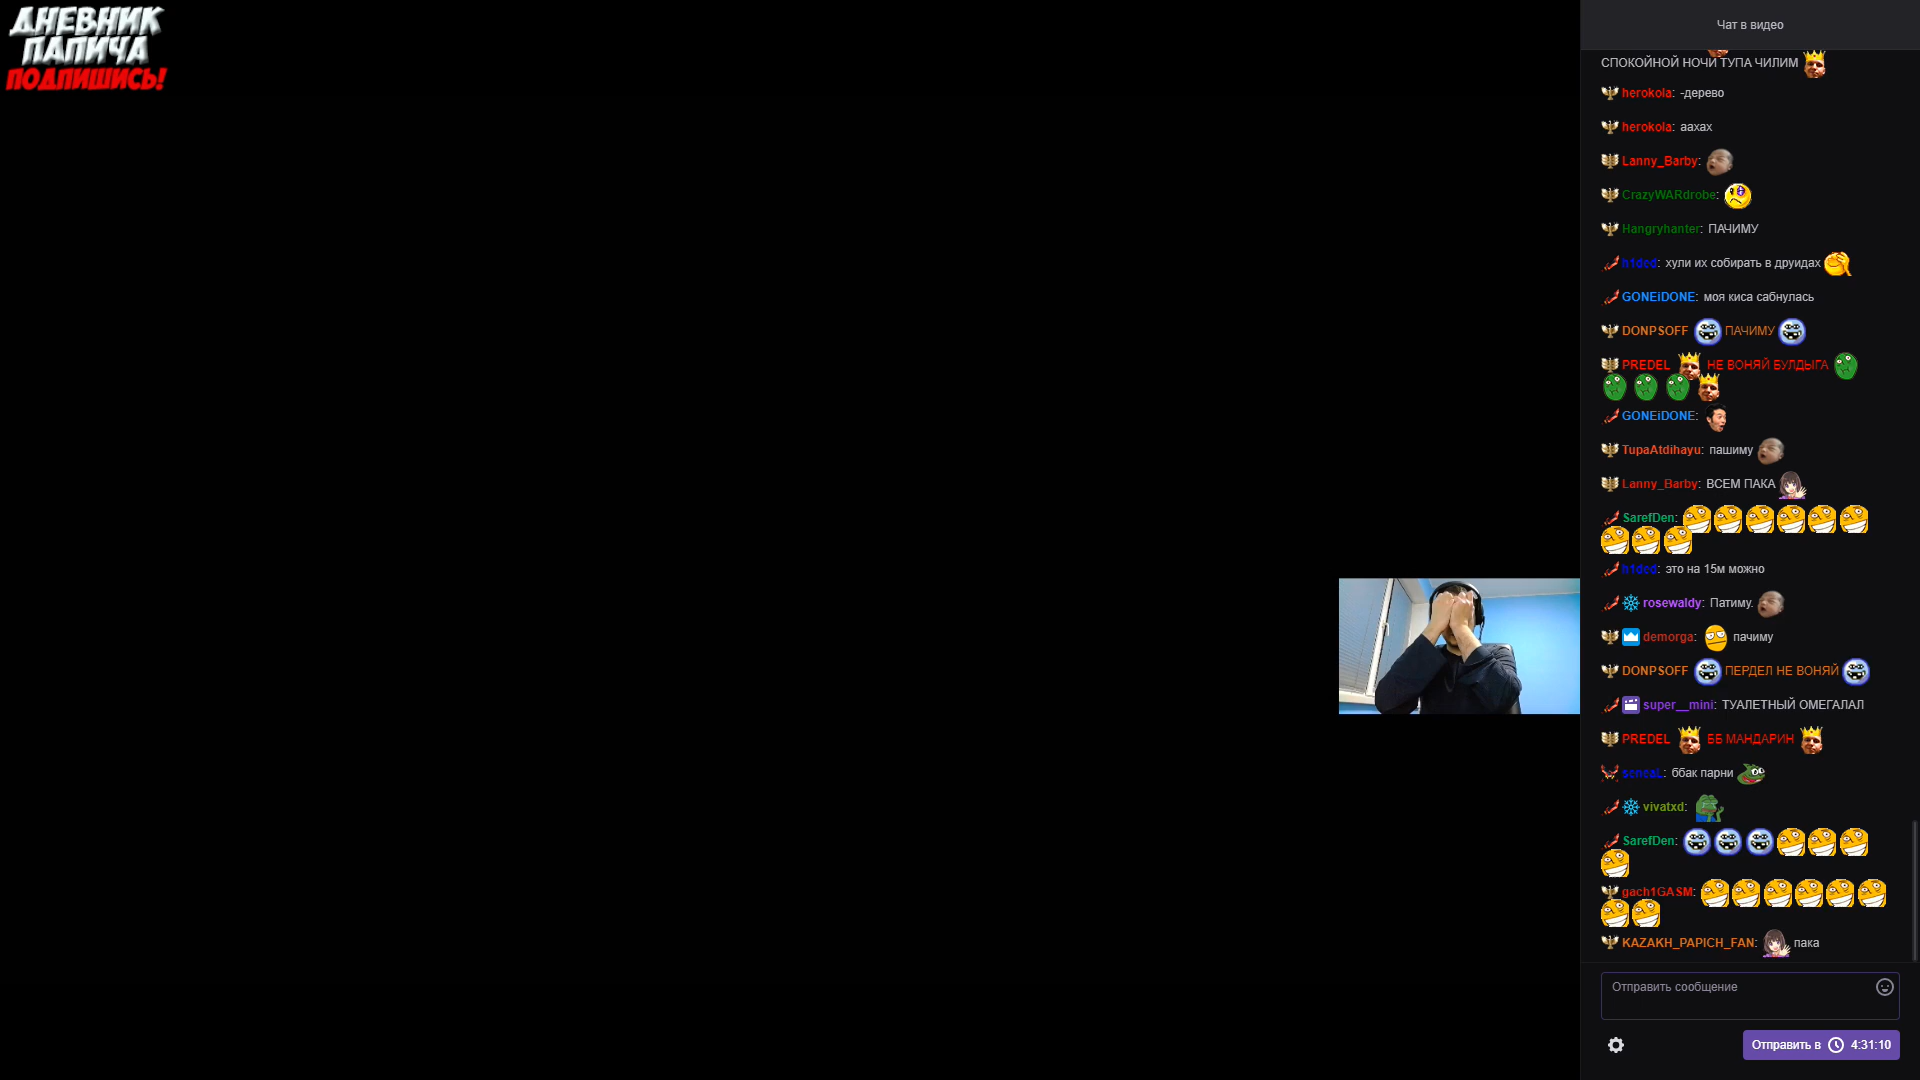 ДНЕВНИК
ПАПИЧА
ПОДПИШИСЬ!
Чат в видео
СПОКОЙНОЙ НОЧИ ТУПА ЧИЛИМ
herokola: -дерево
herokola: аахах
Lanny_Barby:
CrazyWARdrobe:
Hangryhanter: ПАЧИМУ
h1ded: хули их собирать в друидах
GONEiDONE: моя киса сабнулась
DONPSOFF ПАЧИМУ
PREDEL НЕ ВОНЯЙ БУЛДЫГА
GONEiDONE:
TupaAtdihayu: пашиму
Lanny_Barby: ВСЕМ ПАКА
SarefDen:
h1ded: это на 15м можно
rosewaldy: Патиму.
demorga: пачиму
DONPSOFF ПЕРДЕЛ НЕ ВОНЯЙ
super__mini: ТУАЛЕТНЫЙ ОМЕГАЛАЛ
PREDEL ББ МАНДАРИН
ббак парни
vivatxd:
SarefDen:
gach1GASM:
KAZAKH_PAPICH_FAN: пака
Отправить сообщение
Отправить в 4:31:10